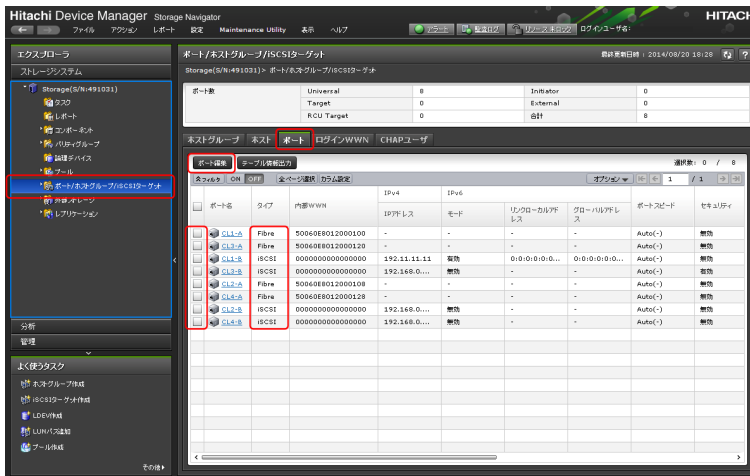 Hitachi Device Manager Storage Navigator
HITACH
ファイル アクション レポート 設定 Maintenance Utility 表示 ヘルプ
アラート 監査ログ リソースロック ログインユーザ名:
エクスプローラ
ストレージシステム
Storage(S/N:491031)
タスク
レポート
コンポーネント
パリティグループ
論理デバイス
プール
ポート/ホストグループ/iSCSIターゲット
外部ストレージ
レプリケーション
分析
管理
よく使うタスク
ホストグループ作成
iSCSIターゲット作成
LDEV作成
LUNパス追加
プール作成
その他
ポート/ホストグループ/iSCSIターゲット
最終更新日時 : 2014/08/20 18:28
Storage(S/N:491031)> ポート/ホストグループ/iSCSIターゲット
ポート数 Universal 8 Initiator 0
Target 0 External 0
RCU Target 0 合計 8
ホストグループ ホスト ポート ログインWWN CHAPユーザ
ポート編集 テーブル情報出力 選択数: 0 / 8
フィルタ ON OFF 全ページ選択 カラム設定 オプション 1 / 1
ポート名 タイプ 内部WWN IPv4 IPv6 ポートスピード セキュリティ
IPアドレス モード リンクローカルアドレス グローバルアドレス
CL1-A Fibre 50060E8012000100 - - - - Auto(-) 無効
CL3-A Fibre 50060E8012000120 - - - - Auto(-) 無効
CL1-B iSCSI 0000000000000000 192.11.11.11 有効 0:0:0:0:0:0... 0:0:0:0:0... Auto(-) 無効
CL3-B iSCSI 0000000000000000 192.168.0.... 無効 - - Auto(-) 有効
CL2-A Fibre 50060E8012000108 - - - - Auto(-) 無効
CL4-A Fibre 50060E8012000128 - - - - Auto(-) 無効
CL2-B iSCSI 0000000000000000 192.168.0.... 無効 - - Auto(-) 無効
CL4-B iSCSI 0000000000000000 192.168.0.... 無効 - - Auto(-) 無効